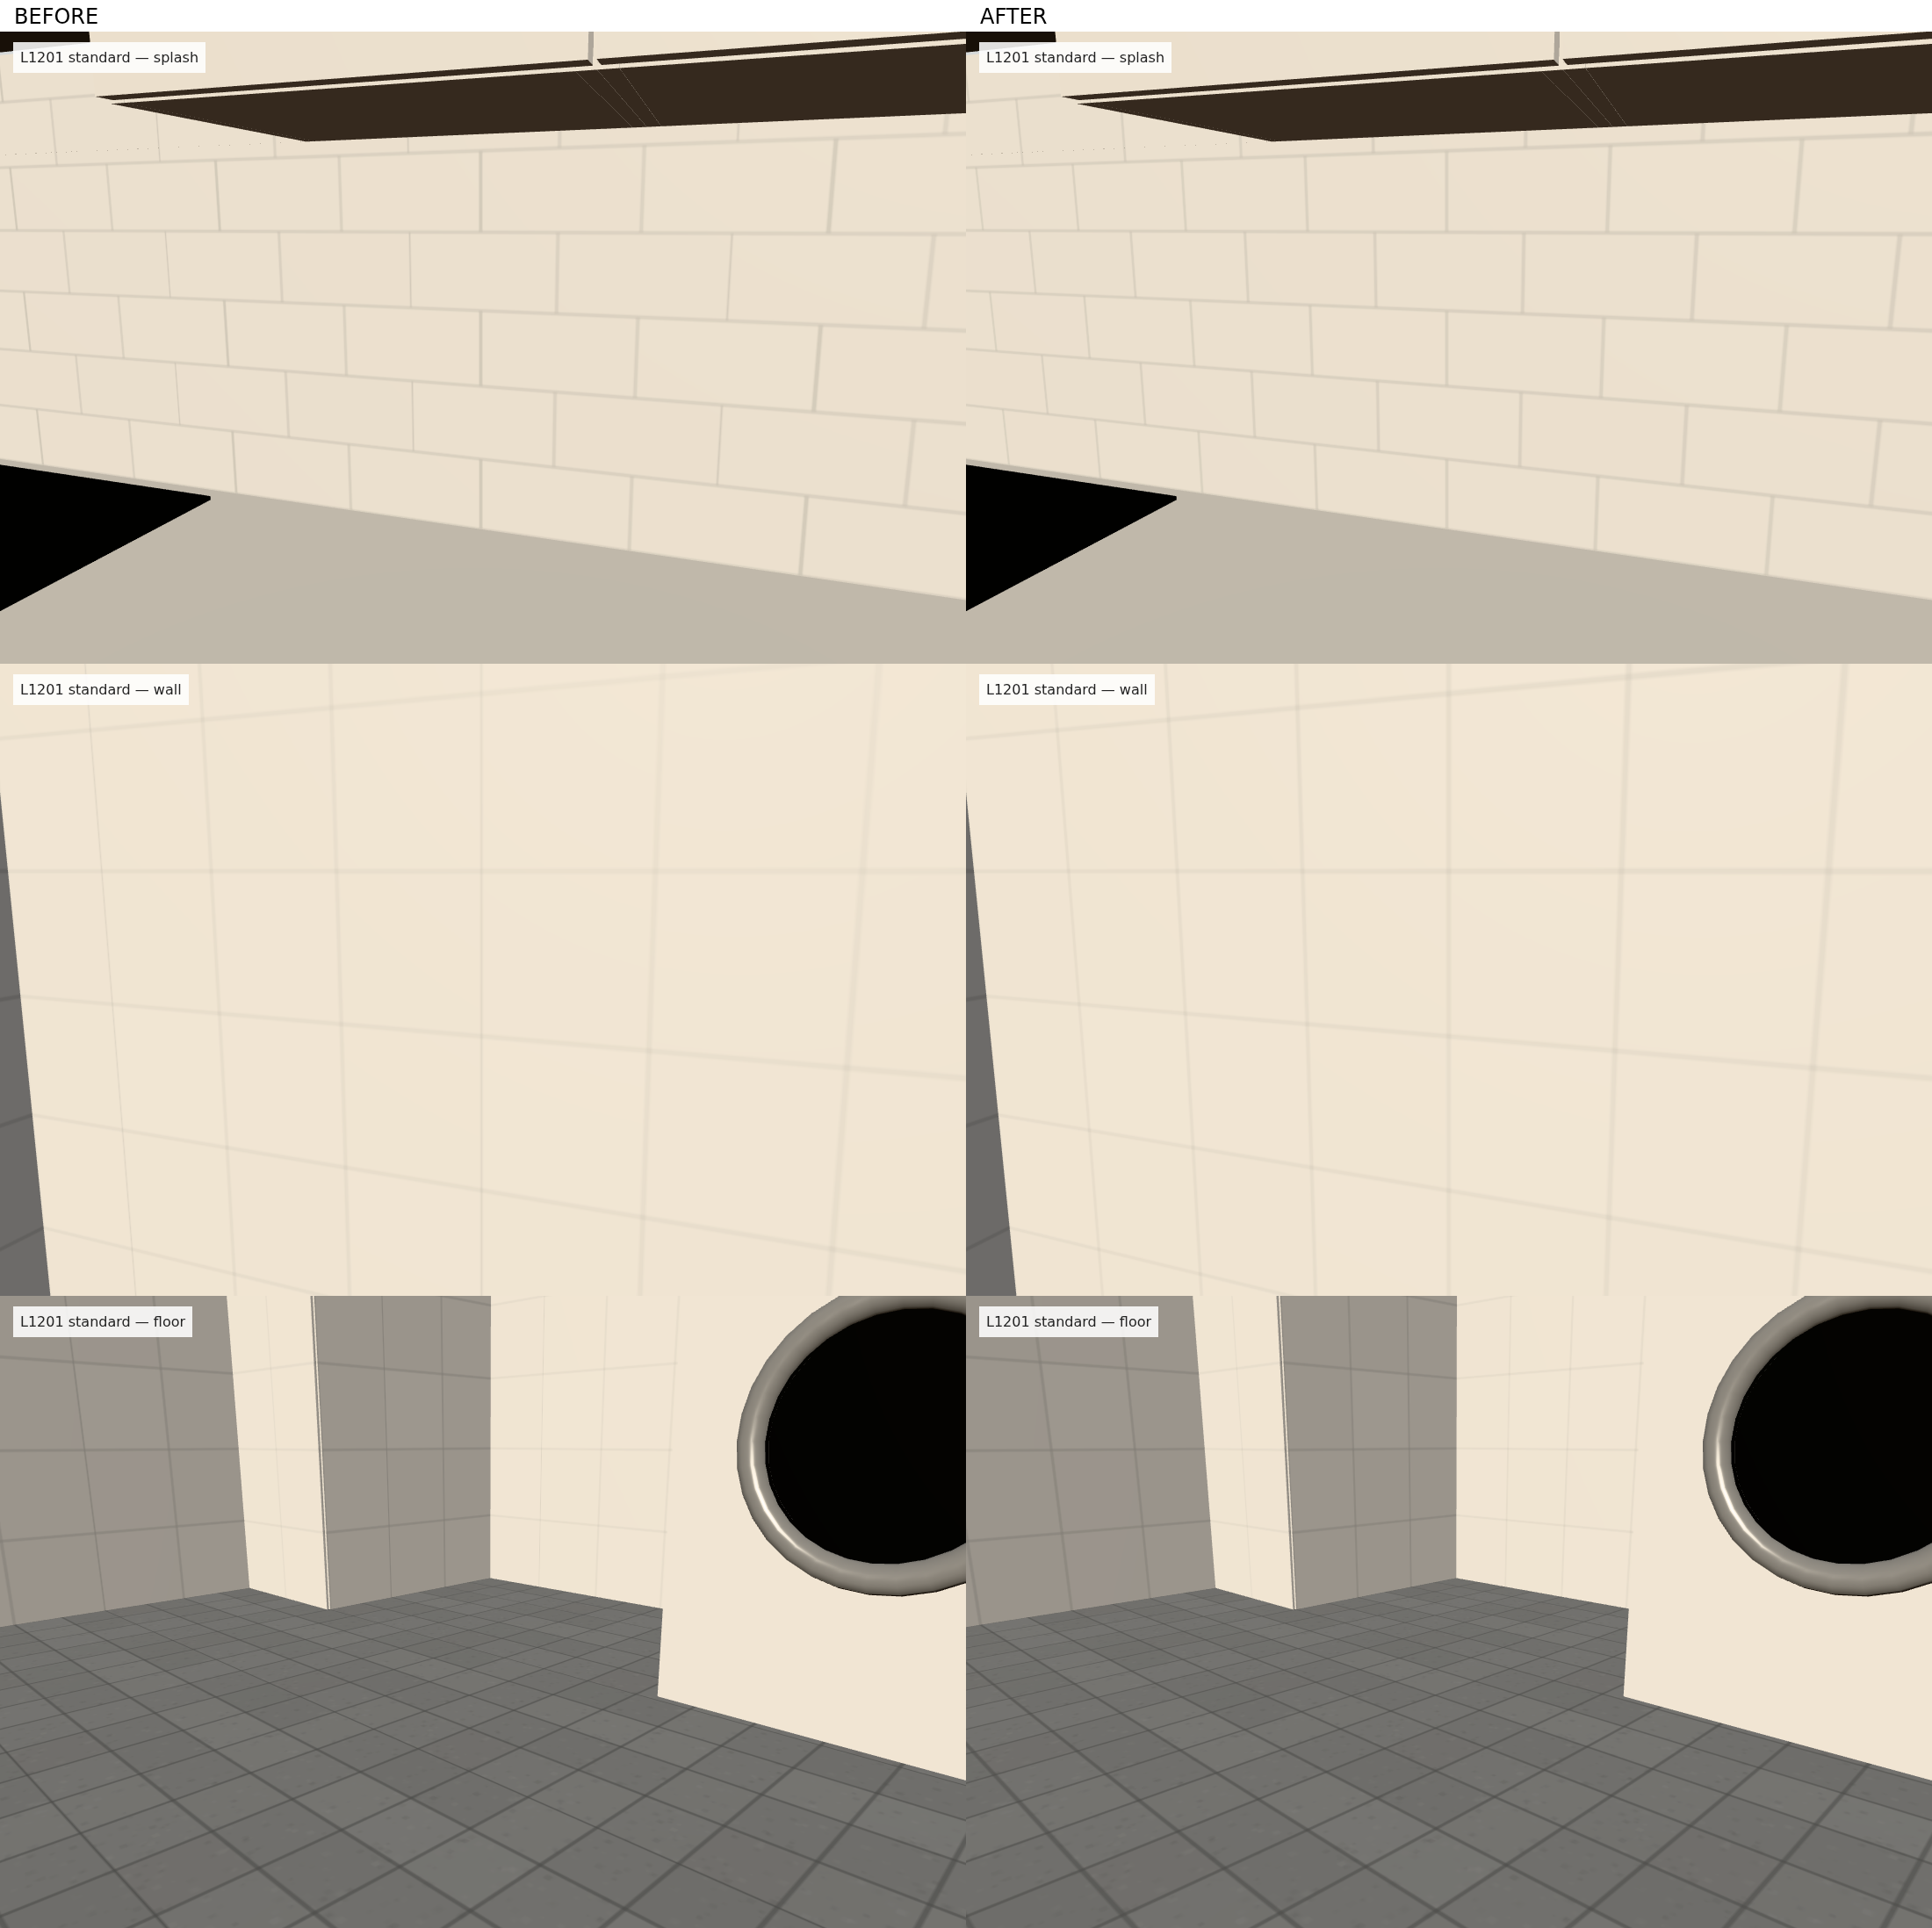 BEFORE
AFTER
L1201 standard — splash
L1201 standard — splash
L1201 standard — wall
L1201 standard — wall
L1201 standard — floor
L1201 standard — floor